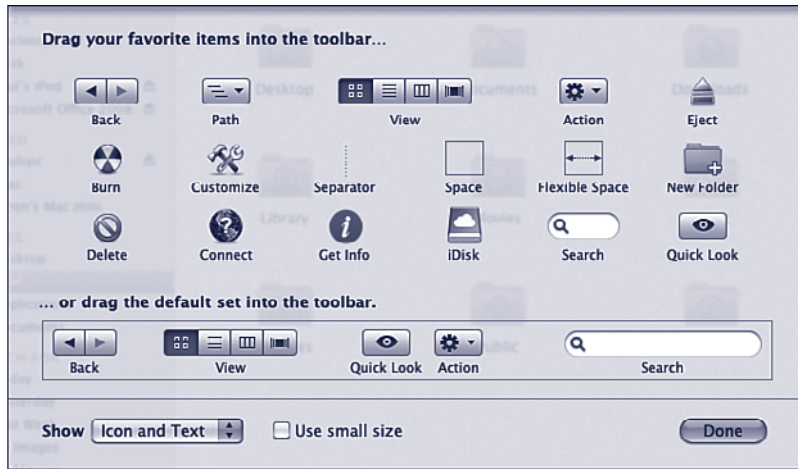 Drag your favorite items into the toolbar...
Back Path View Action Eject
Burn Customize Separator Space Flexible Space New Folder
Delete Connect Get Info iDisk Search Quick Look
... or drag the default set into the toolbar.
Back View Quick Look Action Search
Show Icon and Text Use small size Done
Desktop
Library